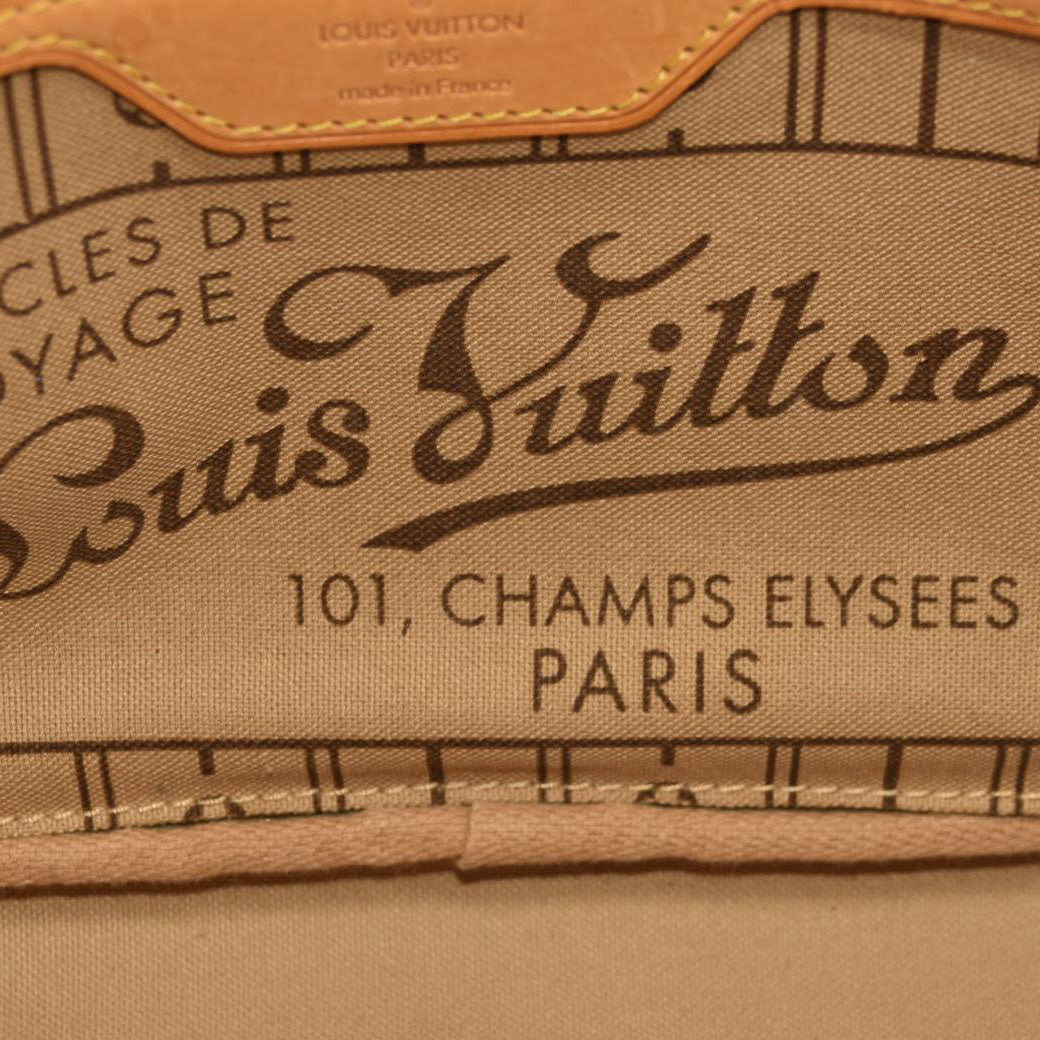 LOUIS VUITTON
PARIS
made in France
CLES DE
OYAGE
Louis Vuitton
101, CHAMPS ELYSEES
PARIS